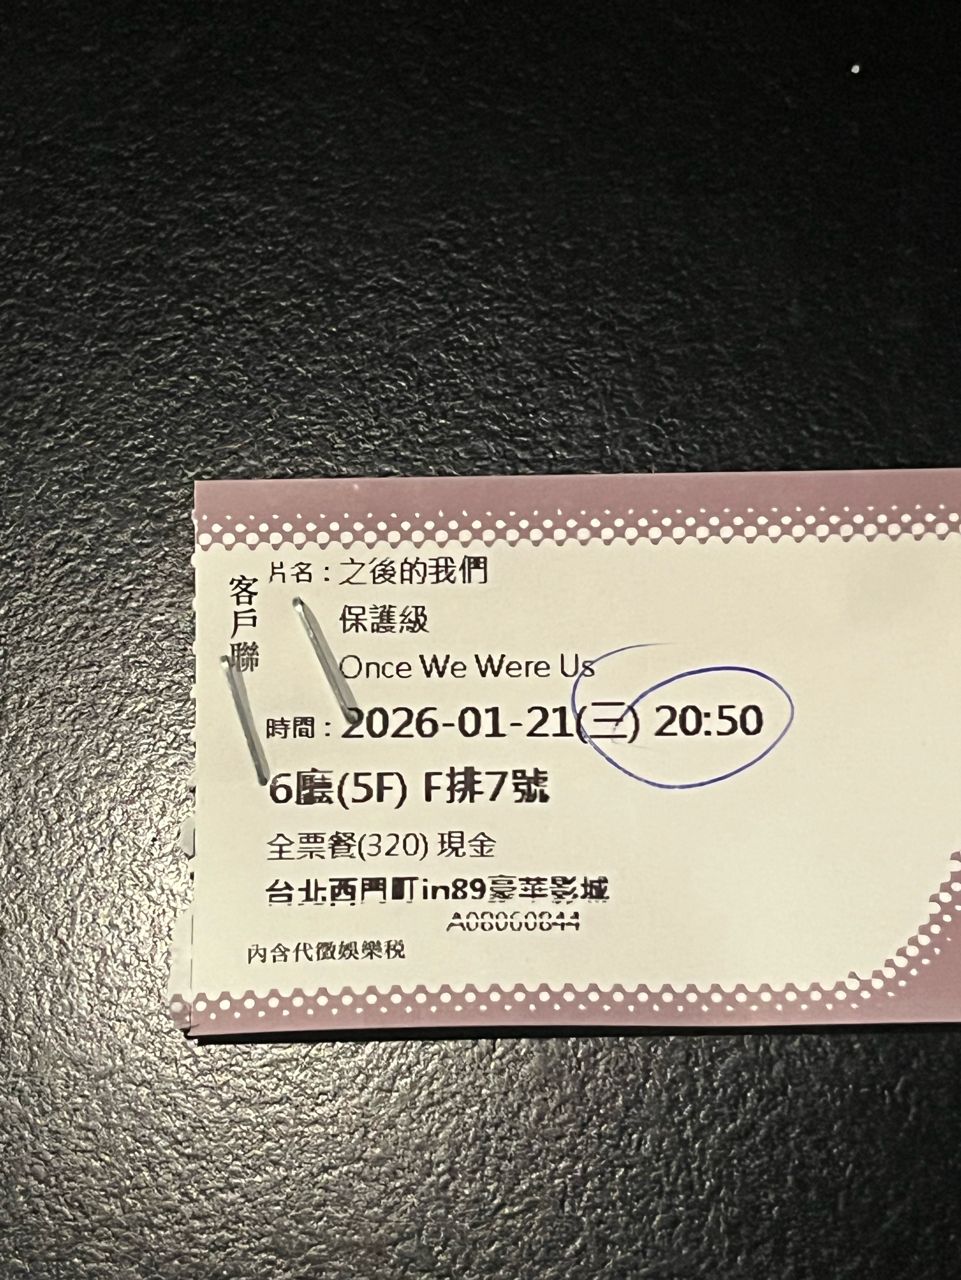 客戶聯
片名：之後的我們
保護級
Once We Were Us
時間：2026-01-21(三) 20:50
6廳(5F) F排7號
全票餐(320) 現金
台北西門町in89豪華影城
A08060844
內含代徵娛樂税